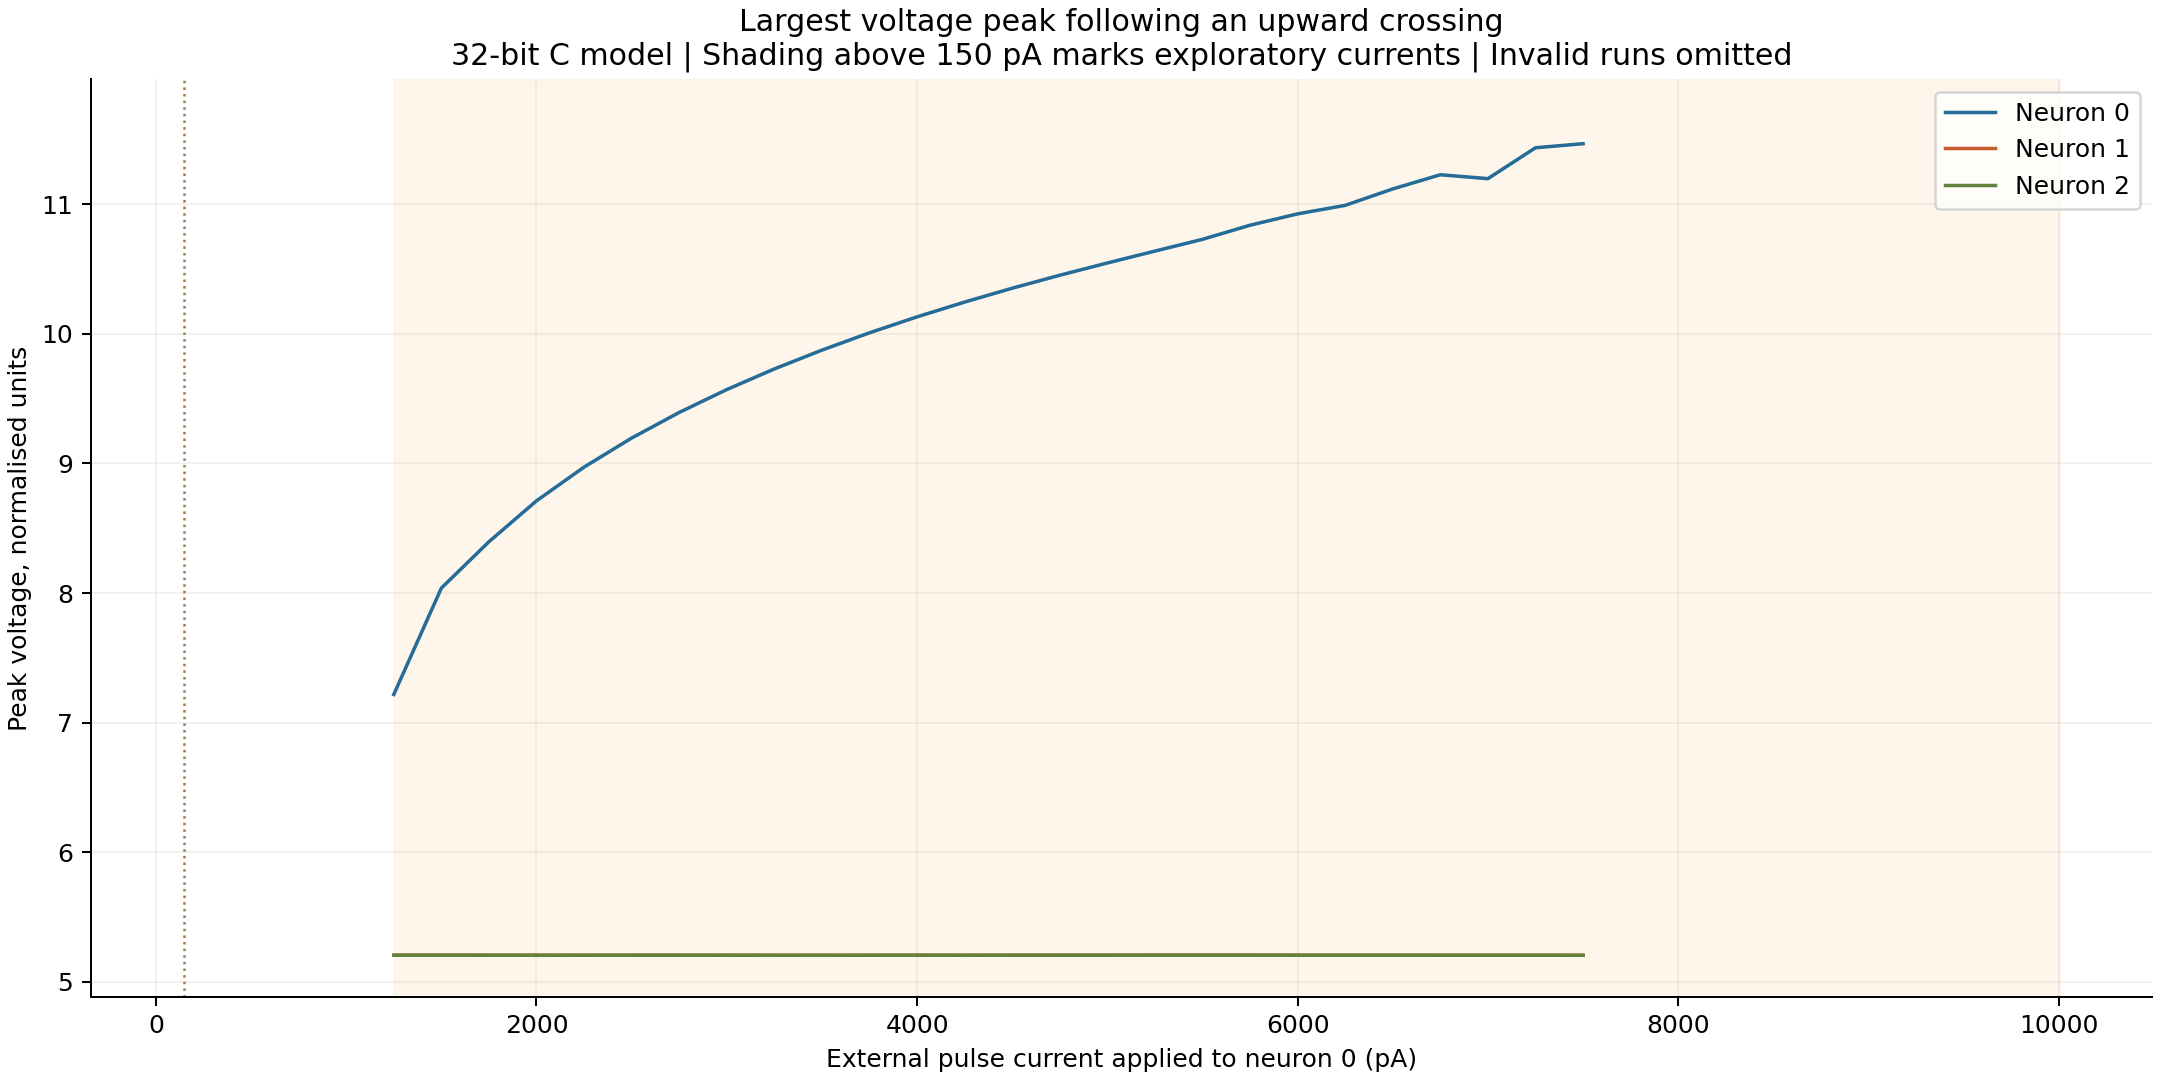 Largest voltage peak following an upward crossing
32-bit C model | Shading above 150 pA marks exploratory currents | Invalid runs omitted
Neuron 0
Neuron 1
Neuron 2
Peak voltage, normalised units
11
10
9
8
7
6
5
0 2000 4000 6000 8000 10000
External pulse current applied to neuron 0 (pA)